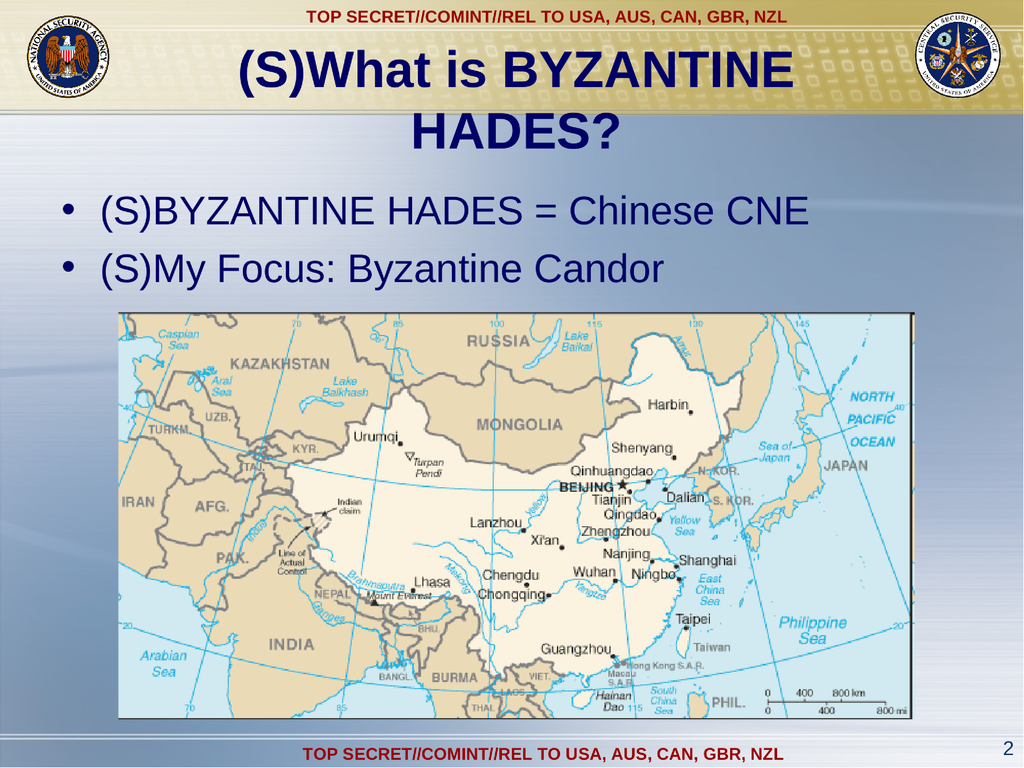 TOP SECRET//COMINT//REL TO USA, AUS, CAN, GBR, NZL
NATIONAL SECURITY AGENCY
UNITED STATES OF AMERICA
CENTRAL SECURITY SERVICE
UNITED STATES OF AMERICA
(S)What is BYZANTINE
HADES?
• (S)BYZANTINE HADES = Chinese CNE
• (S)My Focus: Byzantine Candor
70
85
100
115
130
145
Caspian
Sea
RUSSIA
Lake
Baikal
Amur
KAZAKHSTAN
Aral
Sea
Lake
Balkhash
NORTH
PACIFIC
OCEAN
40
40
Harbin
UZB.
TURKM.
MONGOLIA
Urumqi
KYR.
Shenyang
Sea of
Japan
TAJ.
Turpan
Pendi
Qinhuangdao
N. KOR.
JAPAN
BEIJING
Tianjin
Dalian
S. KOR.
IRAN
AFG.
Indian
claim
Yellow
Qingdao
Lanzhou
Zhengzhou
Yellow
Sea
Indus
Xi'an
PAK.
Line of
Actual
Control
Nanjing
Shanghai
Brahmaputra
Lhasa
Mekong
Chengdu
Wuhan
Ningbo
East
China
Sea
NEPAL
Mount Everest
Chongqing
Yangtze
Ganges
20
BHU.
Taipei
Philippine
Sea
20
INDIA
Guangzhou
Taiwan
Arabian
Sea
BANGL.
BURMA
VIET.
Hong Kong S.A.R.
Macau
S.A.R.
LAOS
Hainan
Dao
South
China
Sea
PHIL.
0 400 800 km
0 400 800 mi
70
85
THAI.
115
TOP SECRET//COMINT//REL TO USA, AUS, CAN, GBR, NZL
2